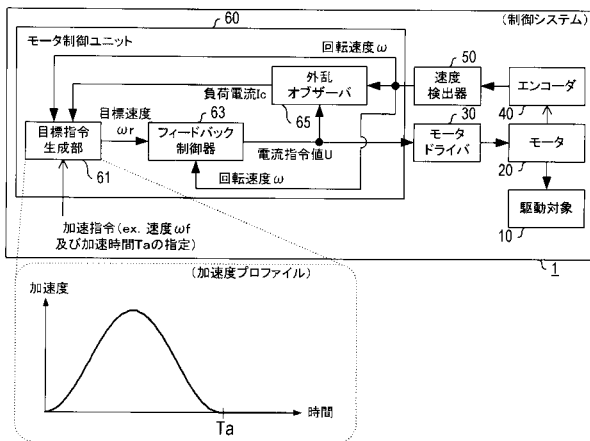 60
(制御システム)
モータ制御ユニット
回転速度ω
50
外乱
オブザーバ
速度
検出器
エンコーダ
負荷電流Ic
40
目標速度
ωr
63
65
30
目標指令
生成部
フィードバック
制御器
モータ
ドライバ
モータ
61
電流指令値U
20
回転速度ω
加速指令(ex. 速度ωf
及び加速時間Taの指定)
駆動対象
10
1
(加速度プロファイル)
加速度
時間
Ta